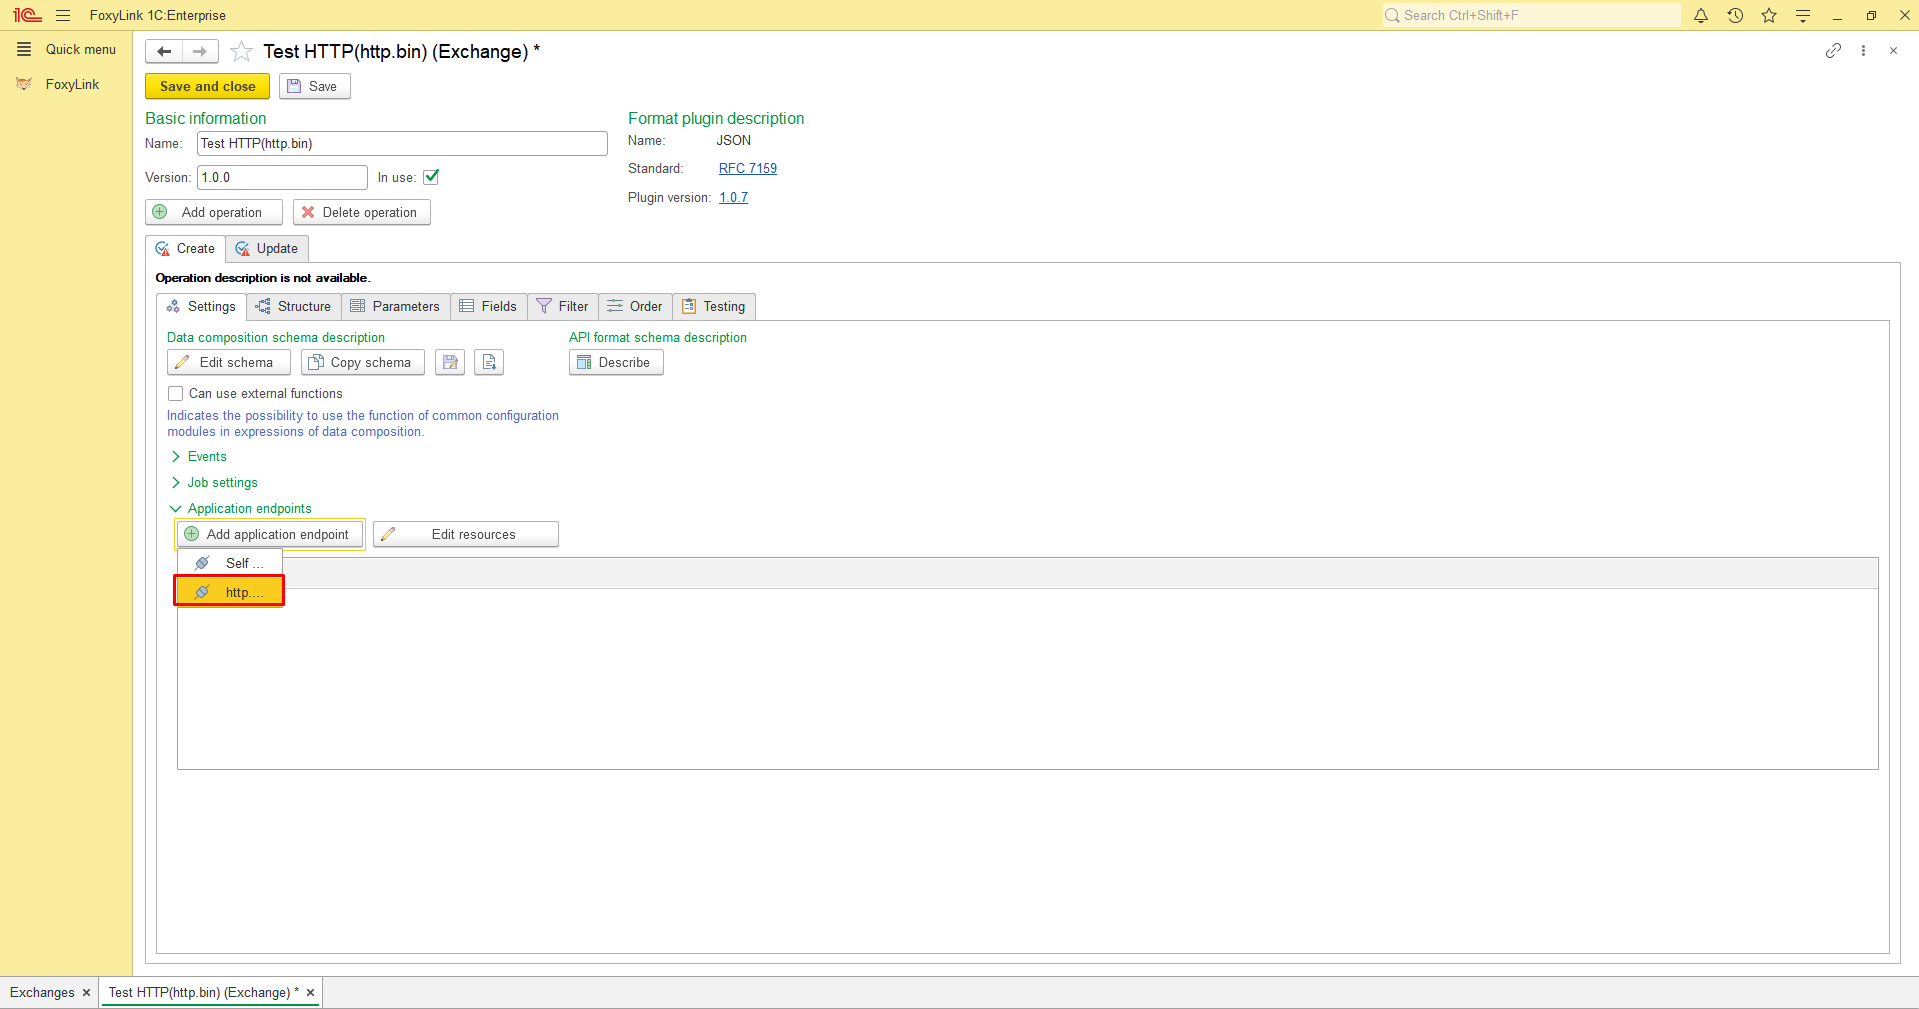 1C FoxyLink 1C:Enterprise
Search Ctrl+Shift+F
Quick menu
FoxyLink
Test HTTP(http.bin) (Exchange) *
Save and close
Save
Basic information
Name: Test HTTP(http.bin)
Version: 1.0.0 In use:
Add operation Delete operation
Format plugin description
Name: JSON
Standard: RFC 7159
Plugin version: 1.0.7
Create Update
Operation description is not available.
Settings Structure Parameters Fields Filter Order Testing
Data composition schema description
Edit schema Copy schema
API format schema description
Describe
Can use external functions
Indicates the possibility to use the function of common configuration
modules in expressions of data composition.
Events
Job settings
Application endpoints
Add application endpoint Edit resources
Self ...
http....
Exchanges
Test HTTP(http.bin) (Exchange) *